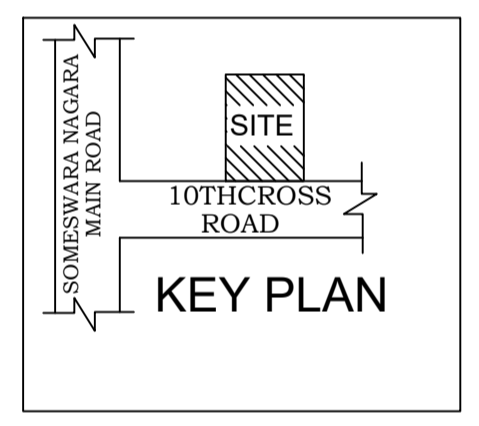 SOMESWARA NAGARA
MAIN ROAD
SITE
10THCROSS
ROAD
KEY PLAN